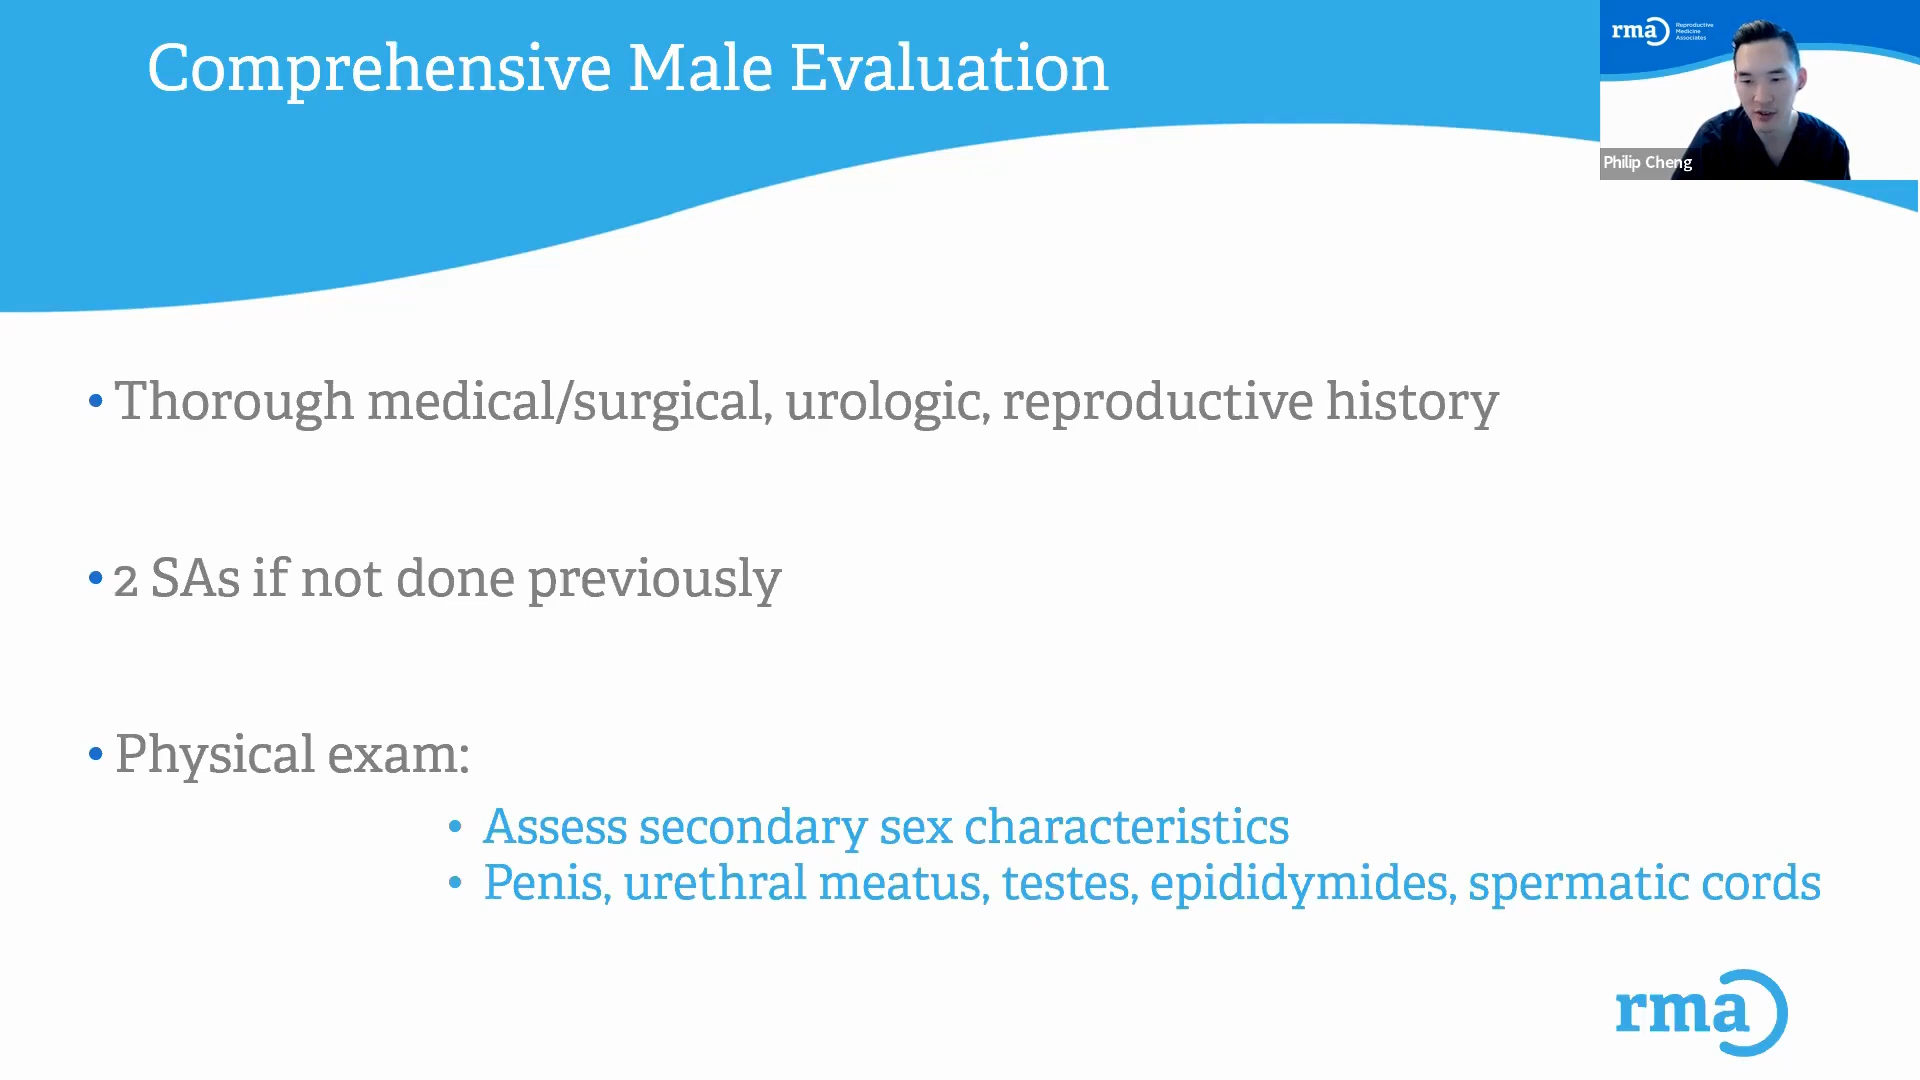 Comprehensive Male Evaluation
rma
Reproductive
Medicine
Associates
Philip Cheng
• Thorough medical/surgical, urologic, reproductive history
• 2 SAs if not done previously
• Physical exam:
• Assess secondary sex characteristics
• Penis, urethral meatus, testes, epididymides, spermatic cords
rma